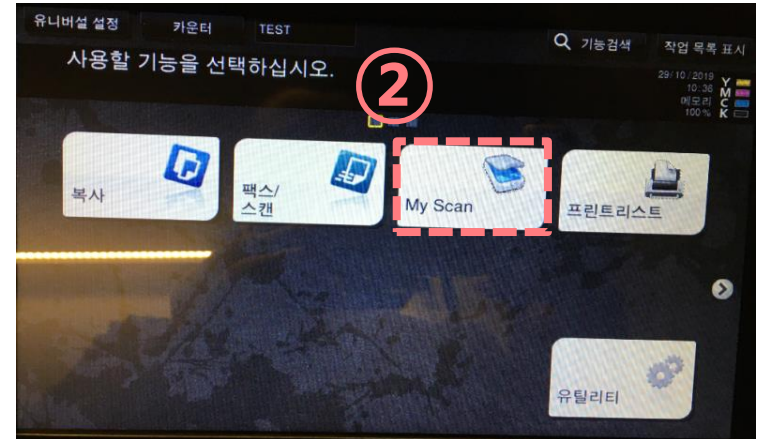 유니버설 설정
카운터
TEST
기능검색
작업 목록 표시
사용할 기능을 선택하십시오.
②
29/10/2019
10:36
메모리
100%
Y
M
C
K
복사
팩스/
스캔
My Scan
프린트리스트
유틸리티